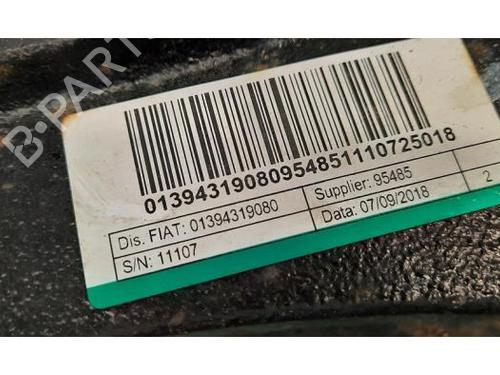 B-PARTS
01394319080954851110725018
Dis. FIAT: 01394319080
Supplier: 95485
2
S/N: 11107
Data: 07/09/2018